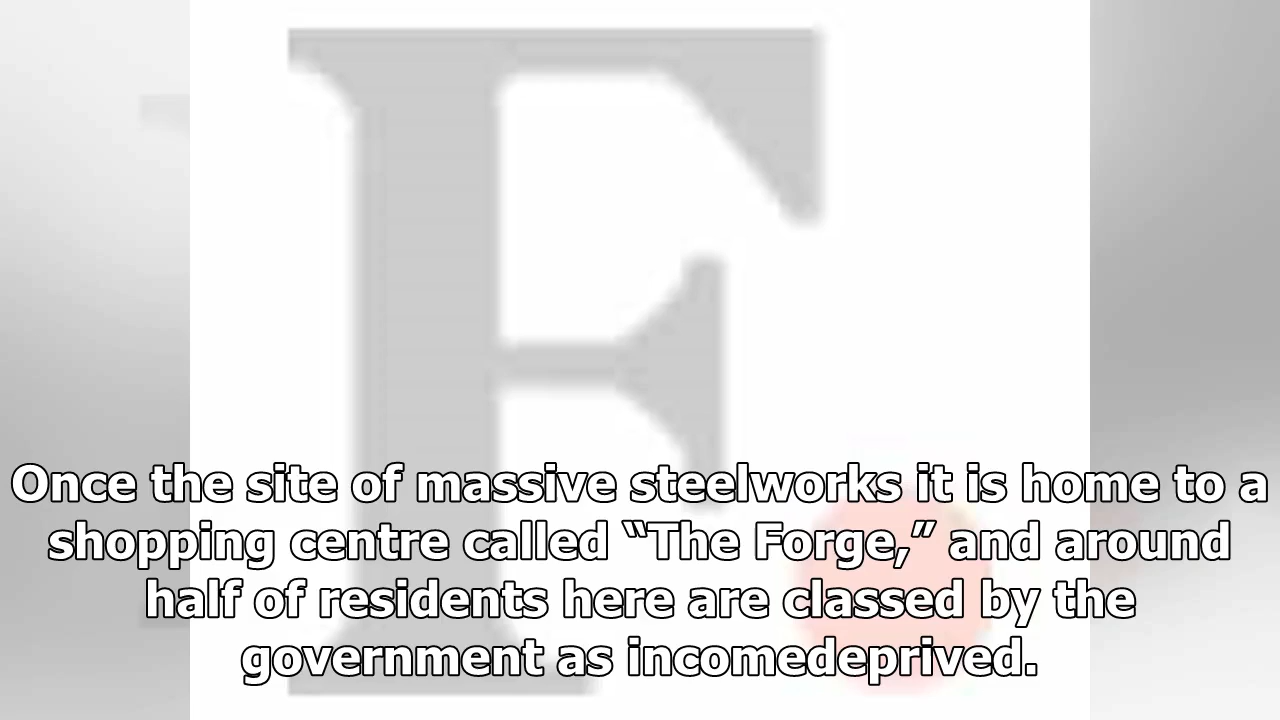 F.
Once the site of massive steelworks it is home to a
shopping centre called “The Forge,” and around
half of residents here are classed by the
government as incomedeprived.